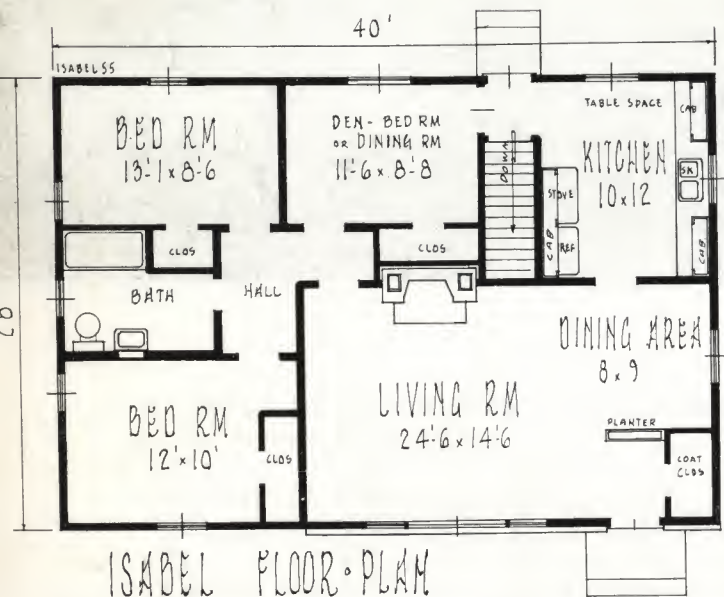 40'
ISABEL55
BED RM
13'-1 x 8'-6
DEN - BED RM
OR DINING RM
11'-6 x 8'-8
DOWN
TABLE SPACE
CAB
KITCHEN
10 x 12
SK
STOVE
REF
CAB
CAB
CLOS
CLOS
BATH
HALL
DINING AREA
8 x 9
LIVING RM
24'-6 x 14'-6
PLANTER
COAT
CLOS
BED RM
12' x 10'
CLOS
ISABEL FLOOR·PLAN